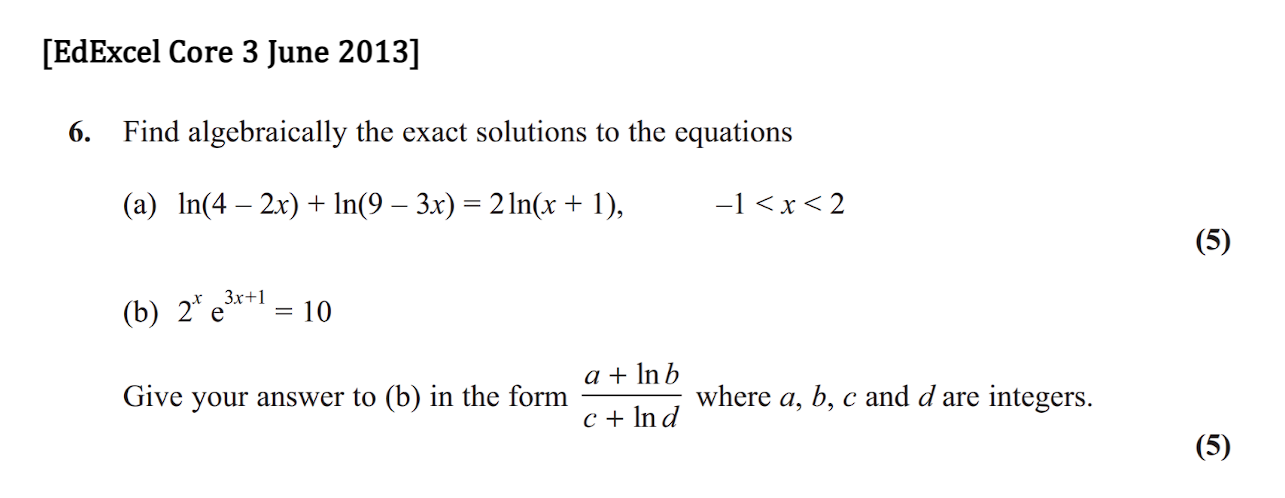 [EdExcel Core 3 June 2013]
6. Find algebraically the exact solutions to the equations
(a) ln(4 – 2x) + ln(9 – 3x) = 2 ln(x + 1), –1 < x < 2
(5)
(b) 2^x e^{3x+1} = 10
Give your answer to (b) in the form \frac{a + ln b}{c + ln d} where a, b, c and d are integers.
(5)